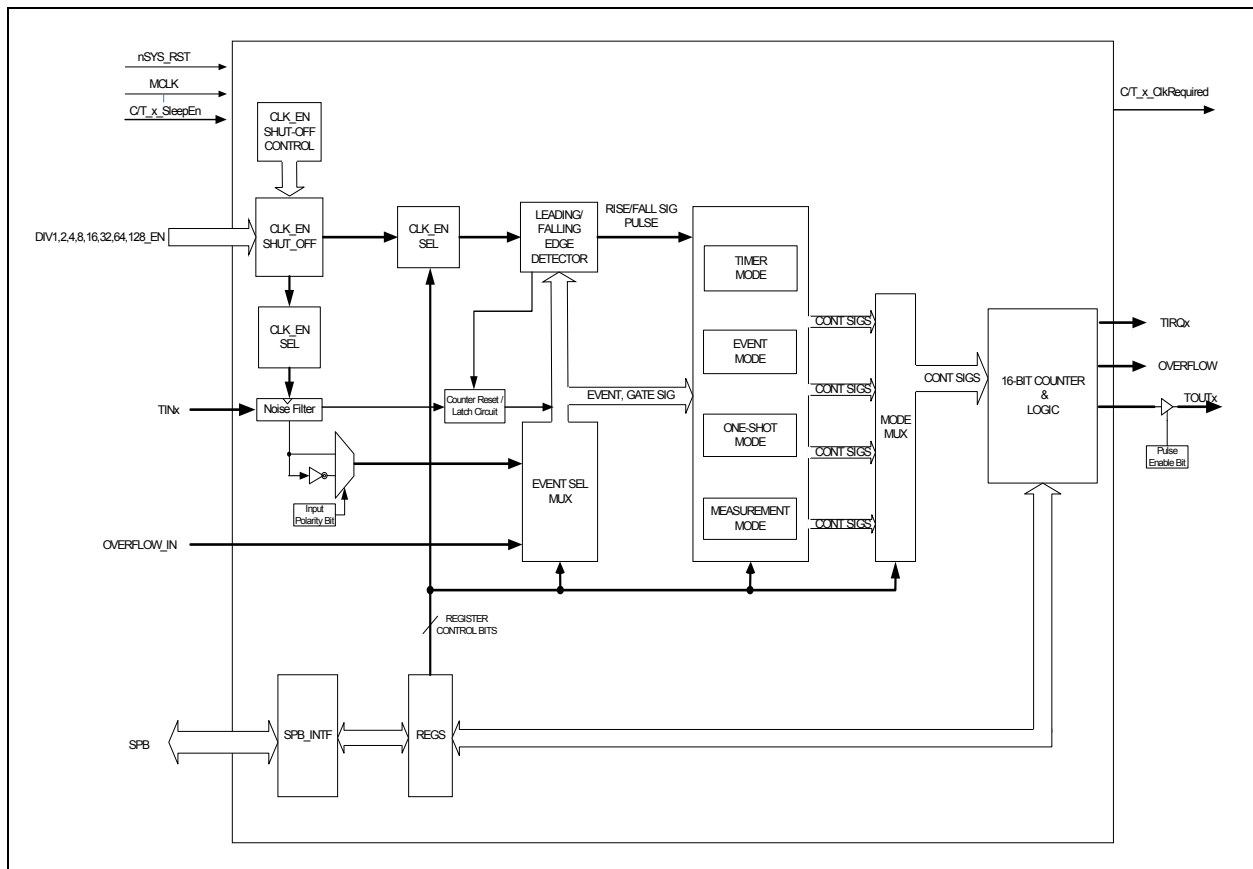 nSYS_RST
MCLK
C/T_x_SleepEn
C/T_x_ClkRequired
CLK_EN
SHUT-OFF
CONTROL
DIV1,2,4,8,16,32,64,128_EN
CLK_EN
SHUT_OFF
CLK_EN
SEL
LEADING/
FALLING
EDGE
DETECTOR
RISE/FALL SIG
PULSE
TIMER
MODE
CLK_EN
SEL
CONT SIGS
TIRQx
EVENT
MODE
OVERFLOW
16-BIT COUNTER
&
LOGIC
CONT SIGS
CONT SIGS
TINx
Noise Filter
Counter Reset /
Latch Circuit
EVENT, GATE SIG
MODE
MUX
TOUTx
ONE-SHOT
MODE
CONT SIGS
Pulse
Enable Bit
EVENT SEL
MUX
Input
Polarity Bit
MEASUREMENT
MODE
CONT SIGS
OVERFLOW_IN
REGISTER
CONTROL BITS
SPB
SPB_INTF
REGS